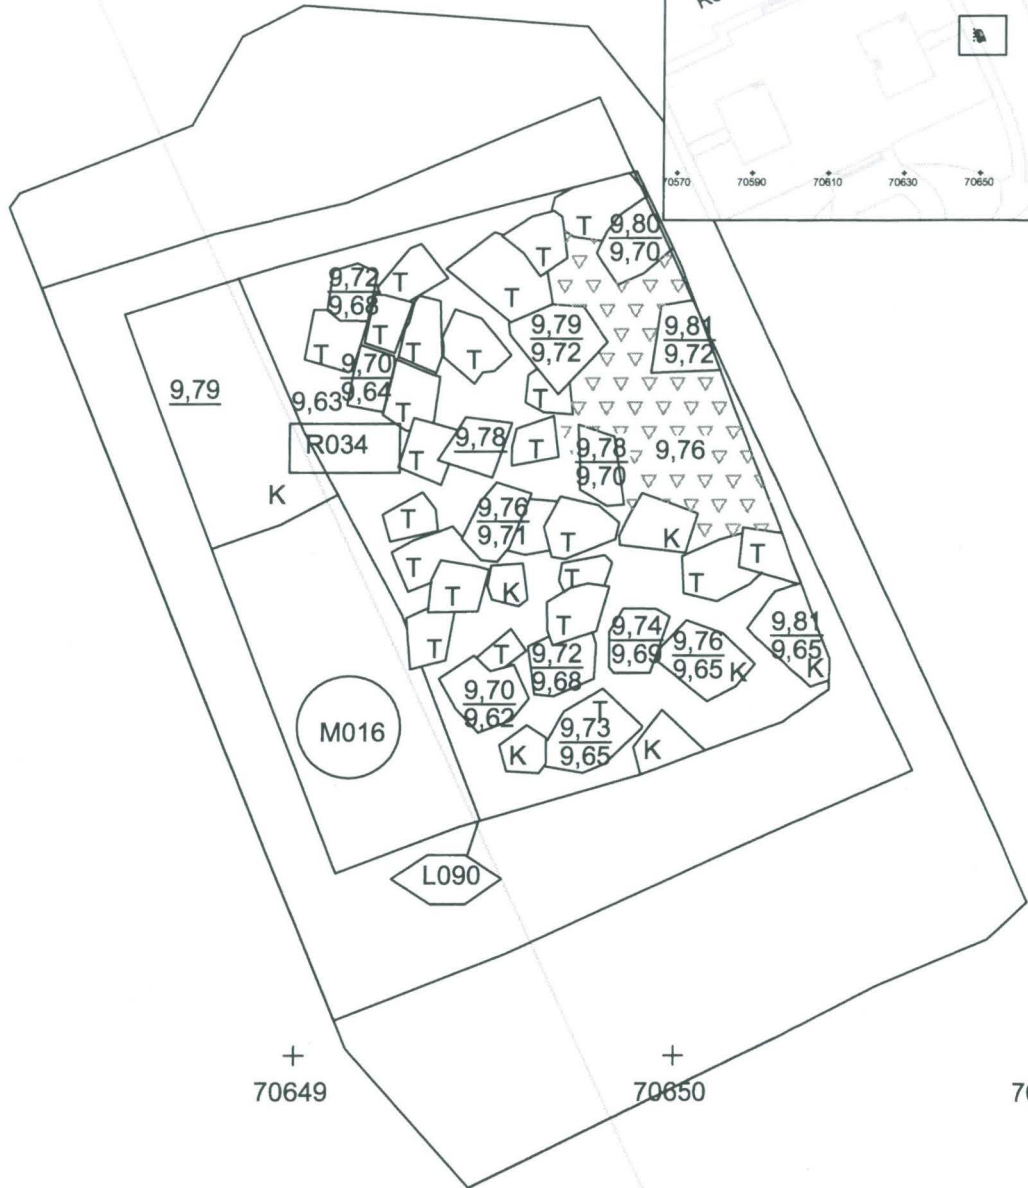 70570 70590 70610 70630 70650
T 9,80
9,70
T
9,72
9,68
T
T
9,79
9,72
9,81
9,72
T
T
T
T
9,70
9,64
9,79
9,63
T
T
R034
T
9,78
T
9,78
9,70
9,76
K
T
9,76
9,71
T
K
T
T
T
K
T
T
T
T
T
9,72
9,68
9,74
9,69
9,76
9,65
K
9,81
9,65
K
9,70
9,62
T
9,73
9,65
M016
K
K
L090
70649 70650